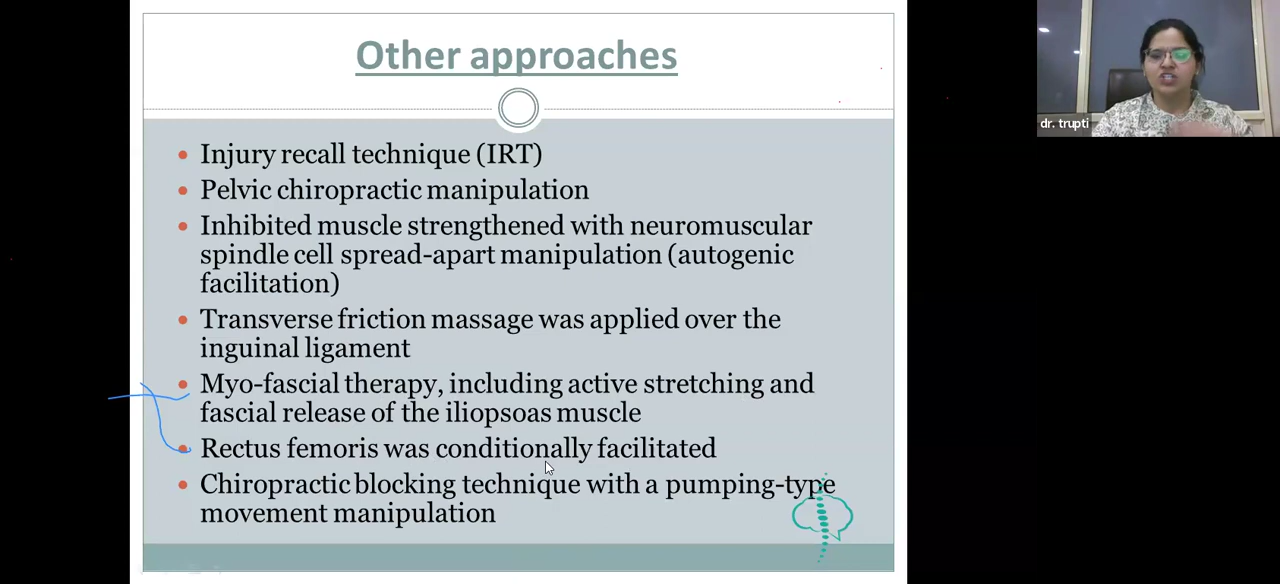 Other approaches
dr. trupti
Injury recall technique (IRT)
Pelvic chiropractic manipulation
Inhibited muscle strengthened with neuromuscular
spindle cell spread-apart manipulation (autogenic
facilitation)
Transverse friction massage was applied over the
inguinal ligament
Myo-fascial therapy, including active stretching and
fascial release of the iliopsoas muscle
Rectus femoris was conditionally facilitated
Chiropractic blocking technique with a pumping-type
movement manipulation